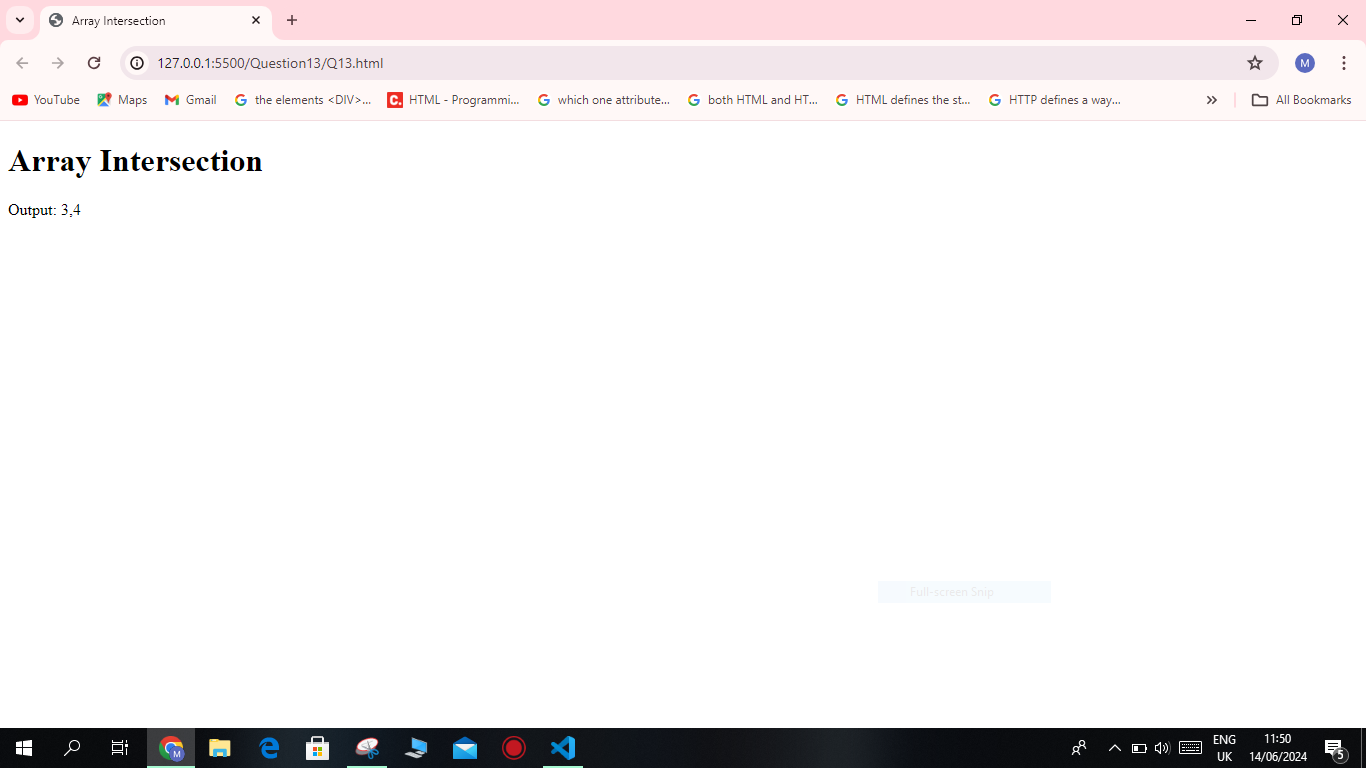 Array Intersection
127.0.0.1:5500/Question13/Q13.html
M
YouTube Maps Gmail the elements <DIV>... HTML - Programmi... which one attribute... both HTML and HT... HTML defines the st... HTTP defines a way... All Bookmarks
Array Intersection
Output: 3,4
Full-screen Snip
M
ENG 11:50
UK 14/06/2024
5